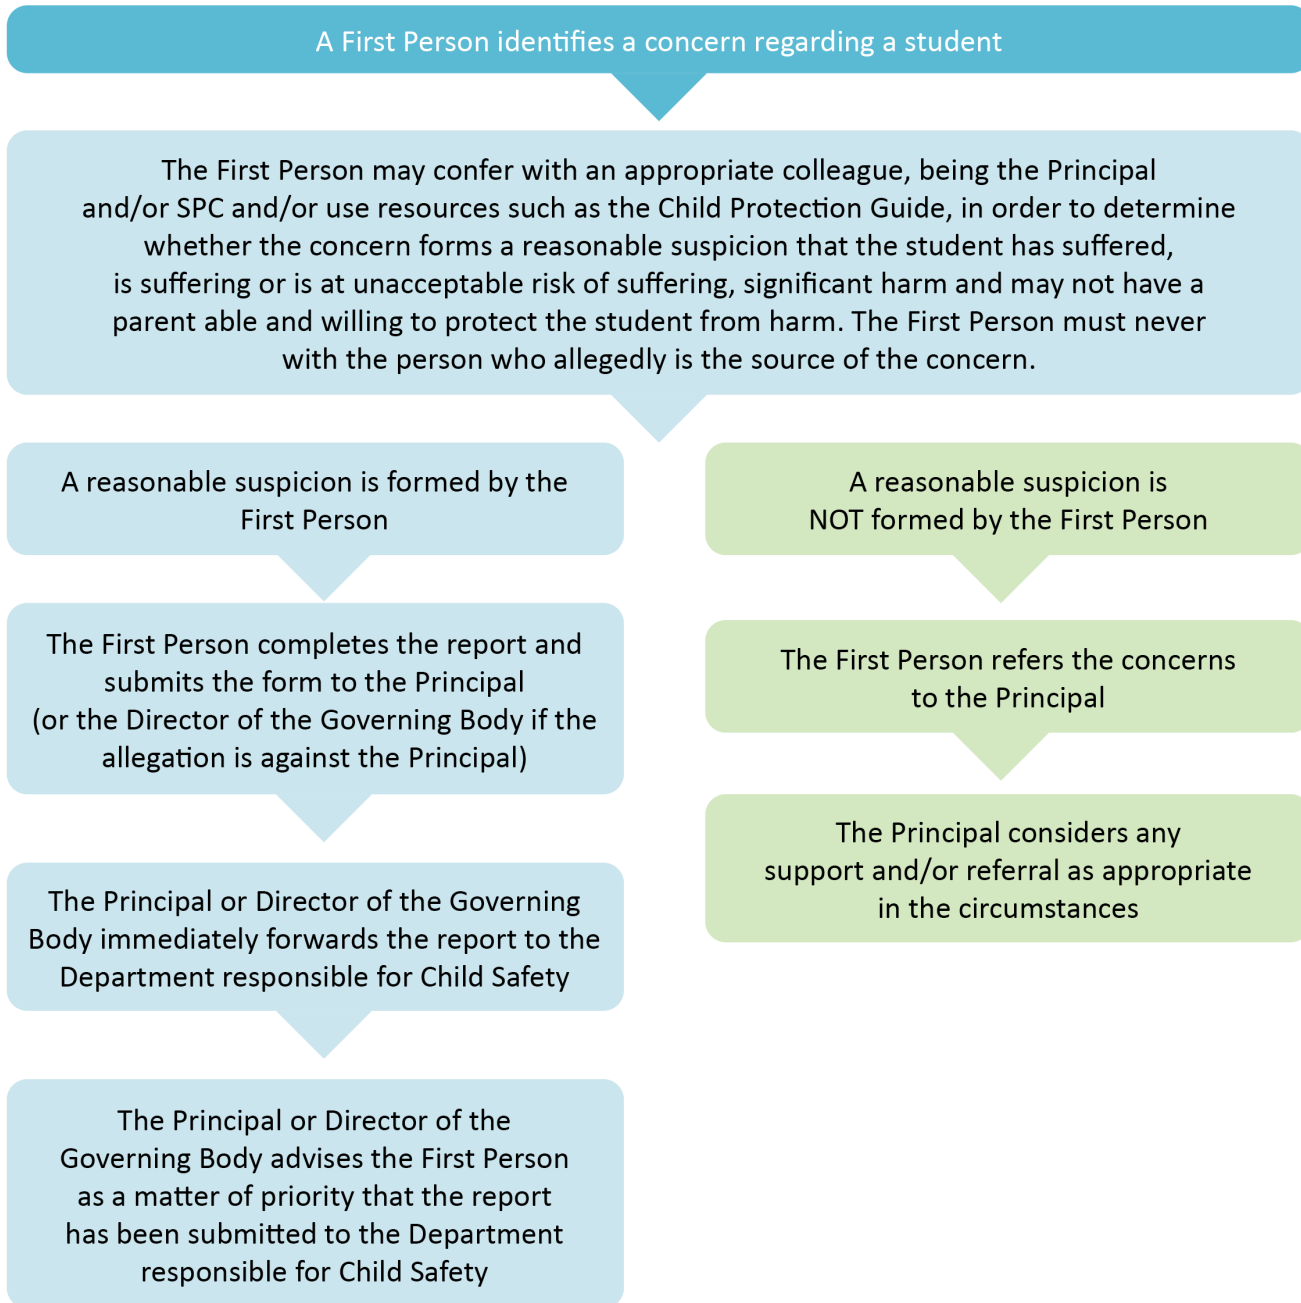 A First Person identifies a concern regarding a student
The First Person may confer with an appropriate colleague, being the Principal
and/or SPC and/or use resources such as the Child Protection Guide, in order to determine
whether the concern forms a reasonable suspicion that the student has suffered,
is suffering or is at unacceptable risk of suffering, significant harm and may not have a
parent able and willing to protect the student from harm. The First Person must never
with the person who allegedly is the source of the concern.
A reasonable suspicion is formed by the
First Person
The First Person completes the report and
submits the form to the Principal
(or the Director of the Governing Body if the
allegation is against the Principal)
The Principal or Director of the Governing
Body immediately forwards the report to the
Department responsible for Child Safety
The Principal or Director of the
Governing Body advises the First Person
as a matter of priority that the report
has been submitted to the Department
responsible for Child Safety
A reasonable suspicion is
NOT formed by the First Person
The First Person refers the concerns
to the Principal
The Principal considers any
support and/or referral as appropriate
in the circumstances